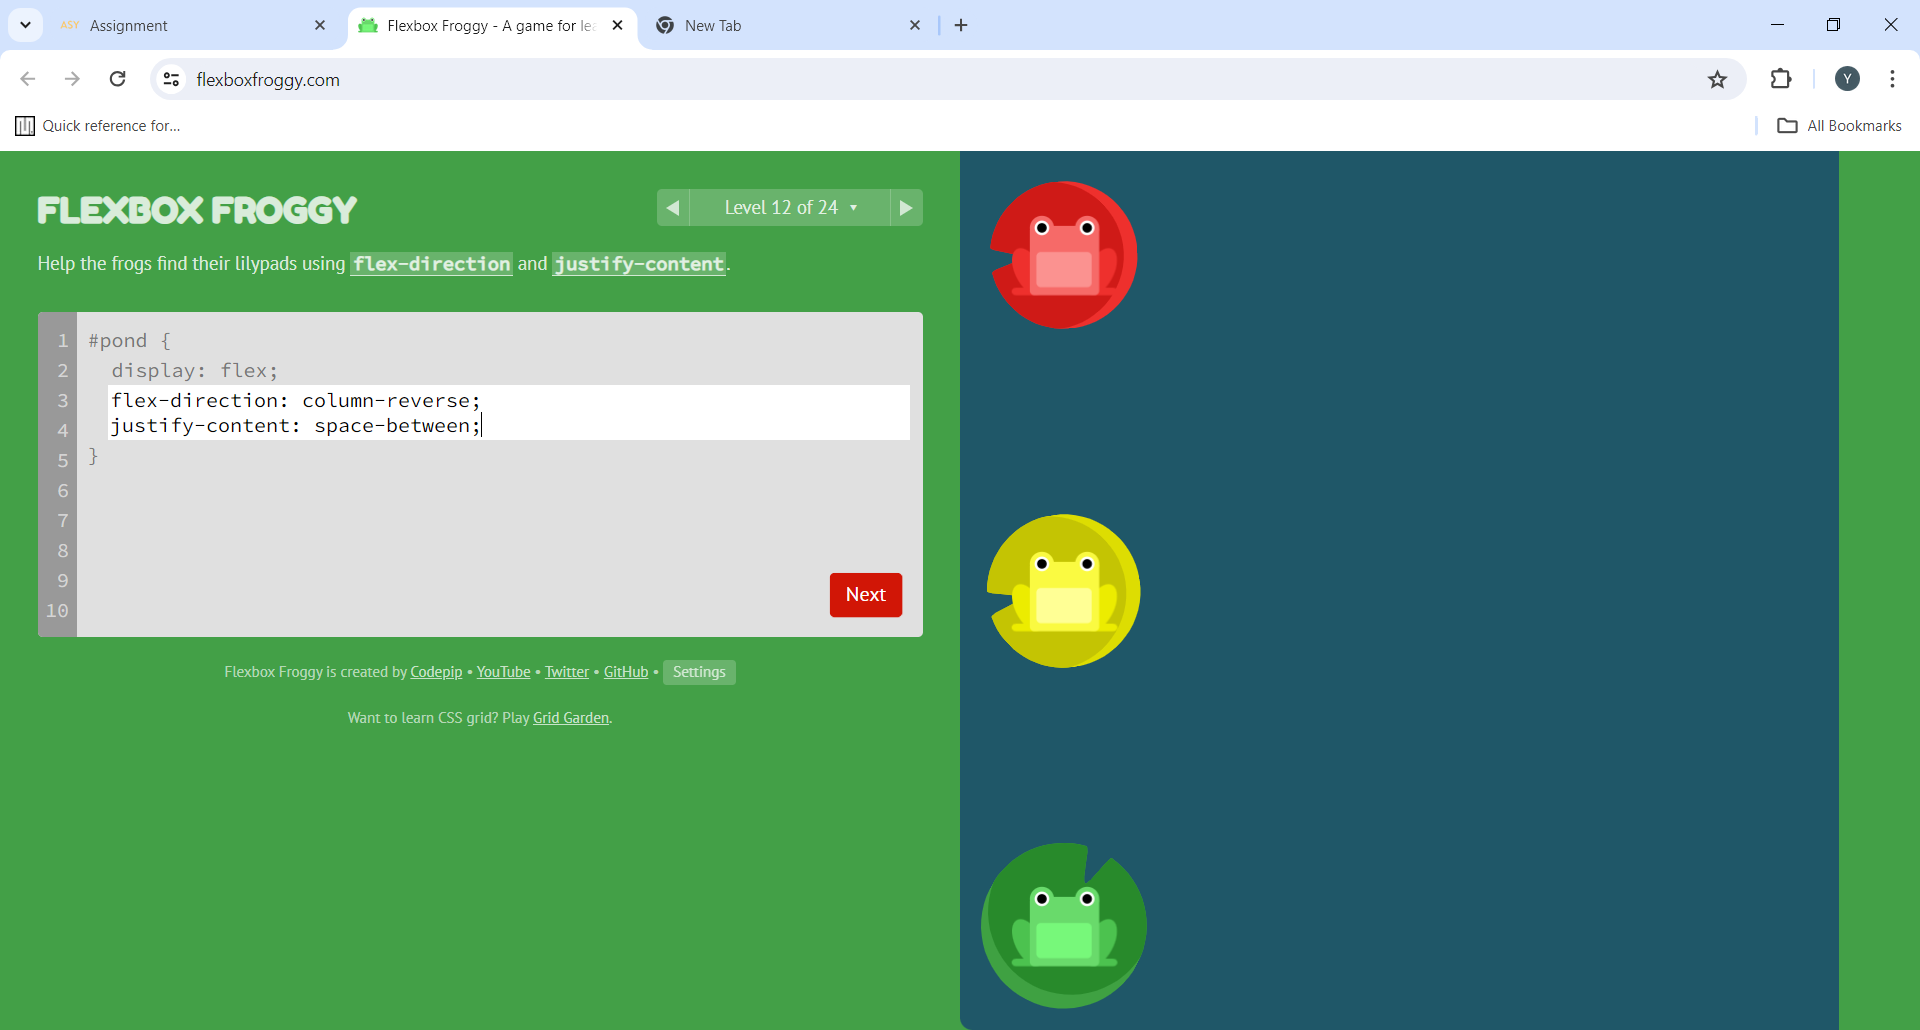 ASY Assignment
Flexbox Froggy - A game for lea
New Tab
flexboxfroggy.com
Y
Quick reference for...
All Bookmarks
FLEXBOX FROGGY
Level 12 of 24
Help the frogs find their lilypads using flex-direction and justify-content.
1 #pond {
2 display: flex;
3 flex-direction: column-reverse;
4 justify-content: space-between;
5 }
6
7
8
9
10
Next
Flexbox Froggy is created by Codepip • YouTube • Twitter • GitHub • Settings
Want to learn CSS grid? Play Grid Garden.